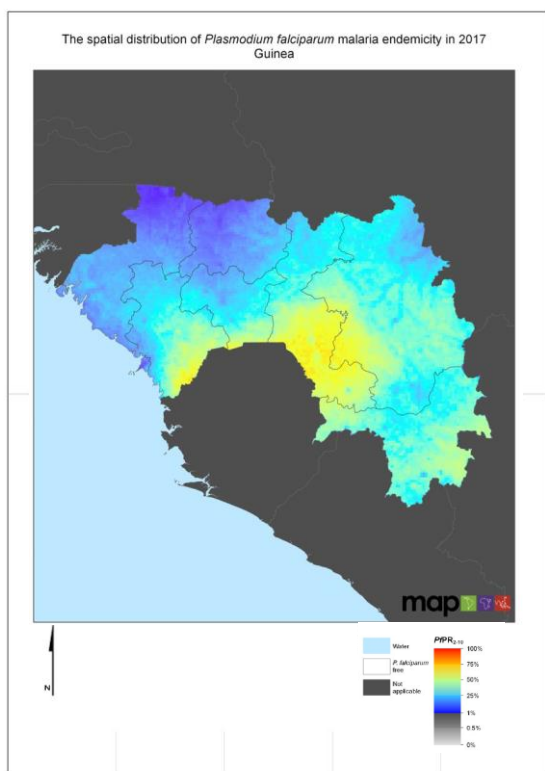 The spatial distribution of Plasmodium falciparum malaria endemicity in 2017
Guinea
map
N
Water
P. falciparum
free
Not
applicable
PfPR2-10
100%
75%
50%
25%
1%
0.5%
0%